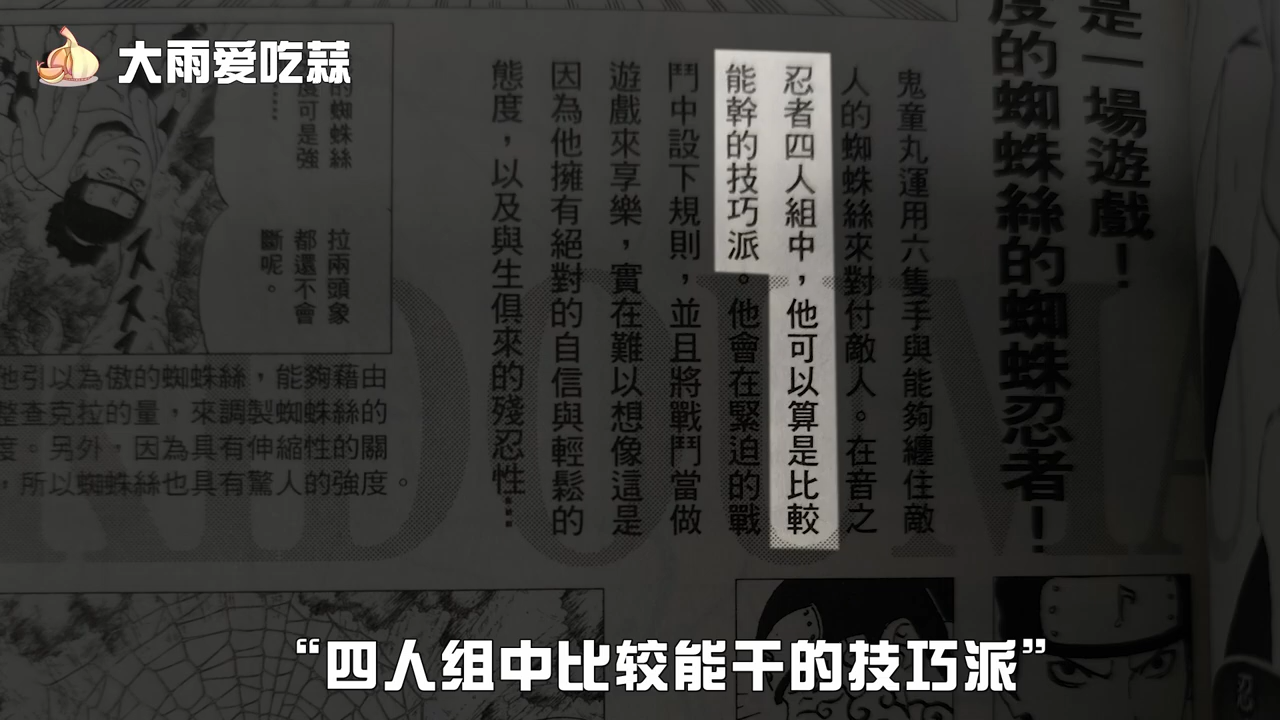 大雨爱吃蒜
是一場遊戲！
度的蜘蛛絲的蜘蛛忍者！
鬼童丸運用六隻手與能夠纏住敵
人的蜘蛛絲來對付敵人。在音之
忍者四人組中，他可以算是比較
能幹的技巧派。他會在緊迫的戰
鬥中設下規則，並且將戰鬥當做
遊戲來享樂，實在難以想像這是
因為他擁有絕對的自信與輕鬆的
態度，以及與生俱來的殘忍性…
的蜘蛛絲
度可是強
……
拉兩頭象
都還不會
斷呢。
ススス
他引以為傲的蜘蛛絲，能夠藉由
整查克拉的量，來調製蜘蛛絲的
度。另外，因為具有伸縮性的關
，所以蜘蛛絲也具有驚人的強度。
KIDOUMA
“四人组中比较能干的技巧派”